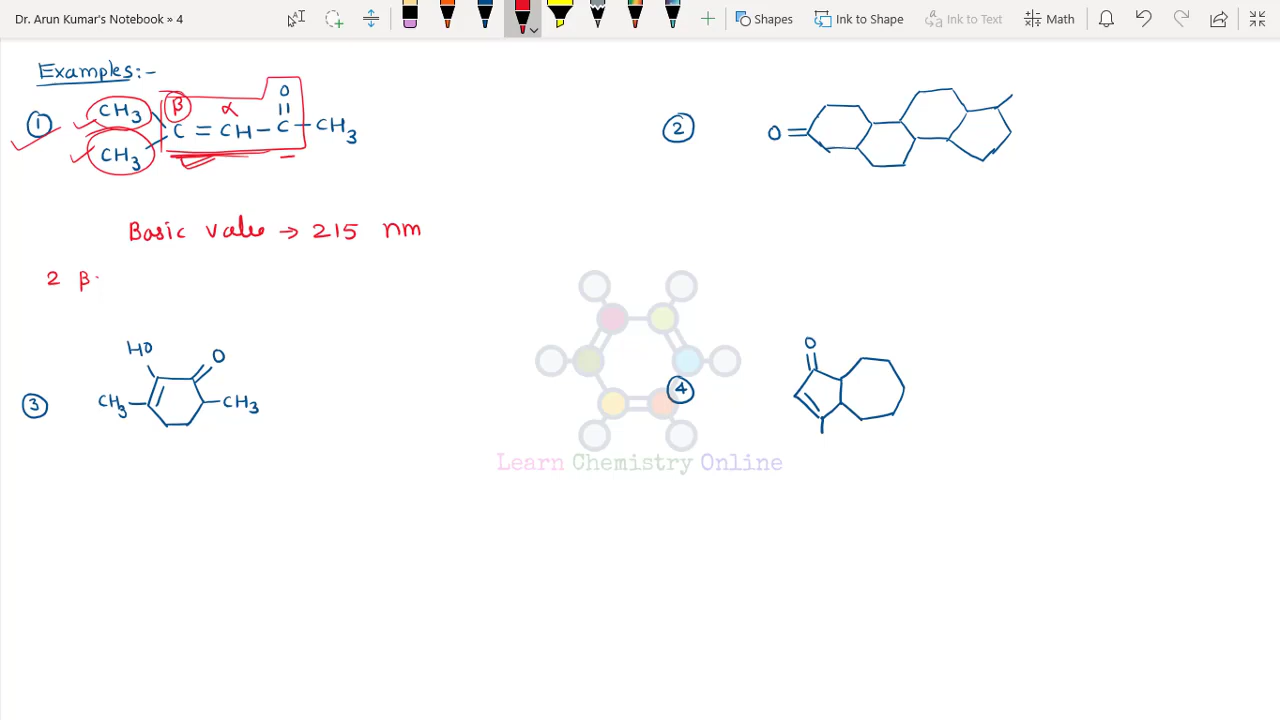 Dr. Arun Kumar's Notebook » 4
Shapes
Ink to Shape
Ink to Text
Math
Examples:-
① CH3 β α O
C = CH - C - CH3
CH3
② O=
Basic value → 215 nm
2 β.
③ HO O
CH3 CH3
④ O
Learn Chemistry Online